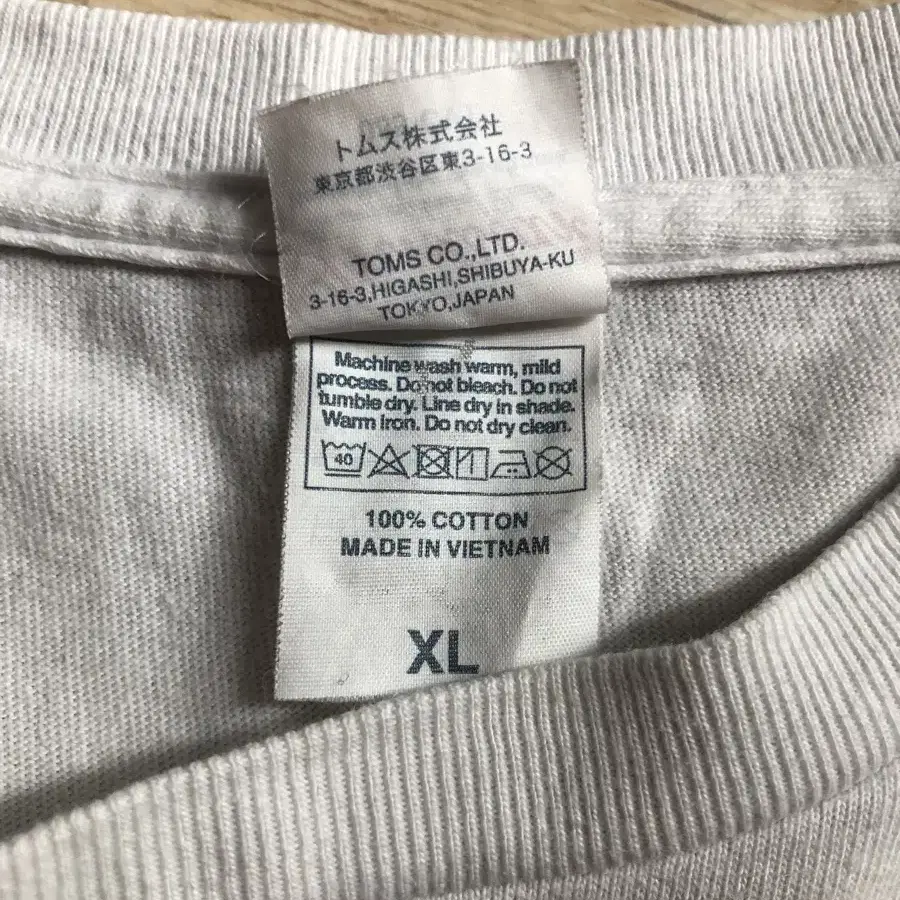 トムス株式会社
東京都渋谷区東3-16-3
TOMS CO.,LTD.
3-16-3,HIGASHI,SHIBUYA-KU
TOKYO,JAPAN
Machine wash warm, mild
process. Do not bleach. Do not
tumble dry. Line dry in shade.
Warm iron. Do not dry clean.
40
100% COTTON
MADE IN VIETNAM
XL